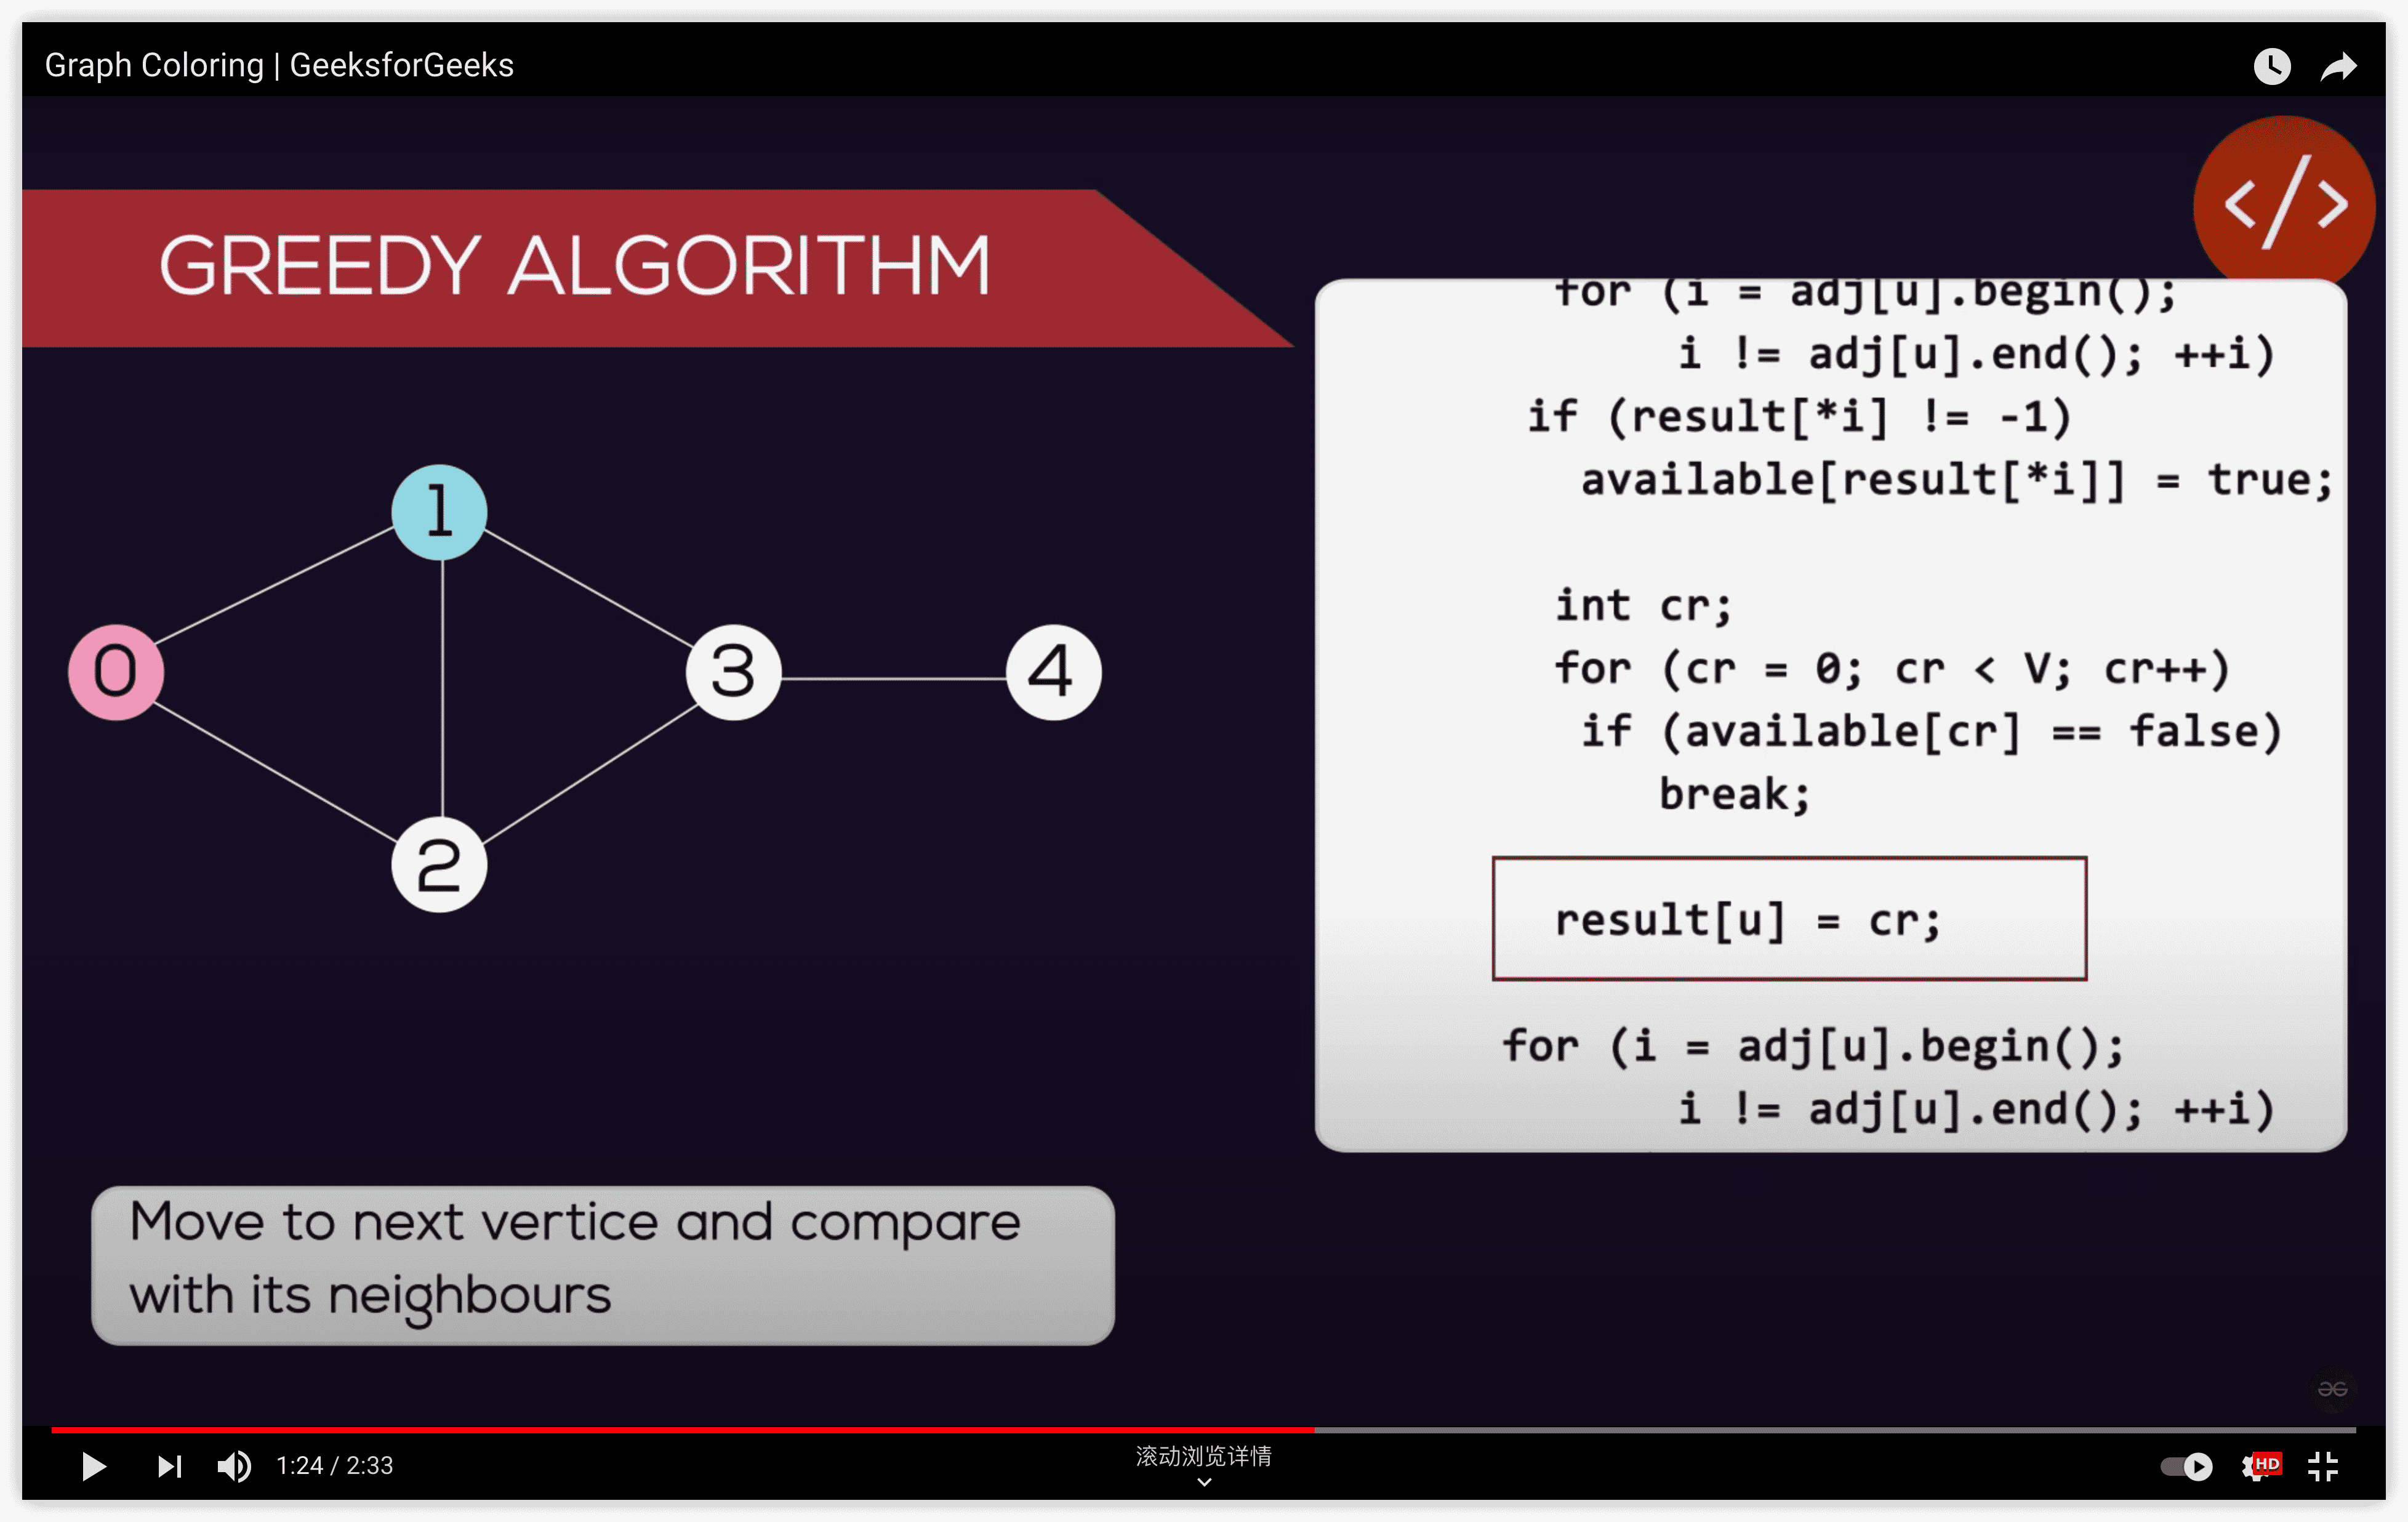 Graph Coloring | GeeksforGeeks
</>
GREEDY ALGORITHM
for (i = adj[u].begin();
i != adj[u].end(); ++i)
if (result[*i] != -1)
available[result[*i]] = true;
int cr;
for (cr = 0; cr < V; cr++)
if (available[cr] == false)
break;
result[u] = cr;
for (i = adj[u].begin();
i != adj[u].end(); ++i)
1
0
3
4
2
Move to next vertice and compare
with its neighbours
1:24 / 2:33
滚动浏览详情
HD